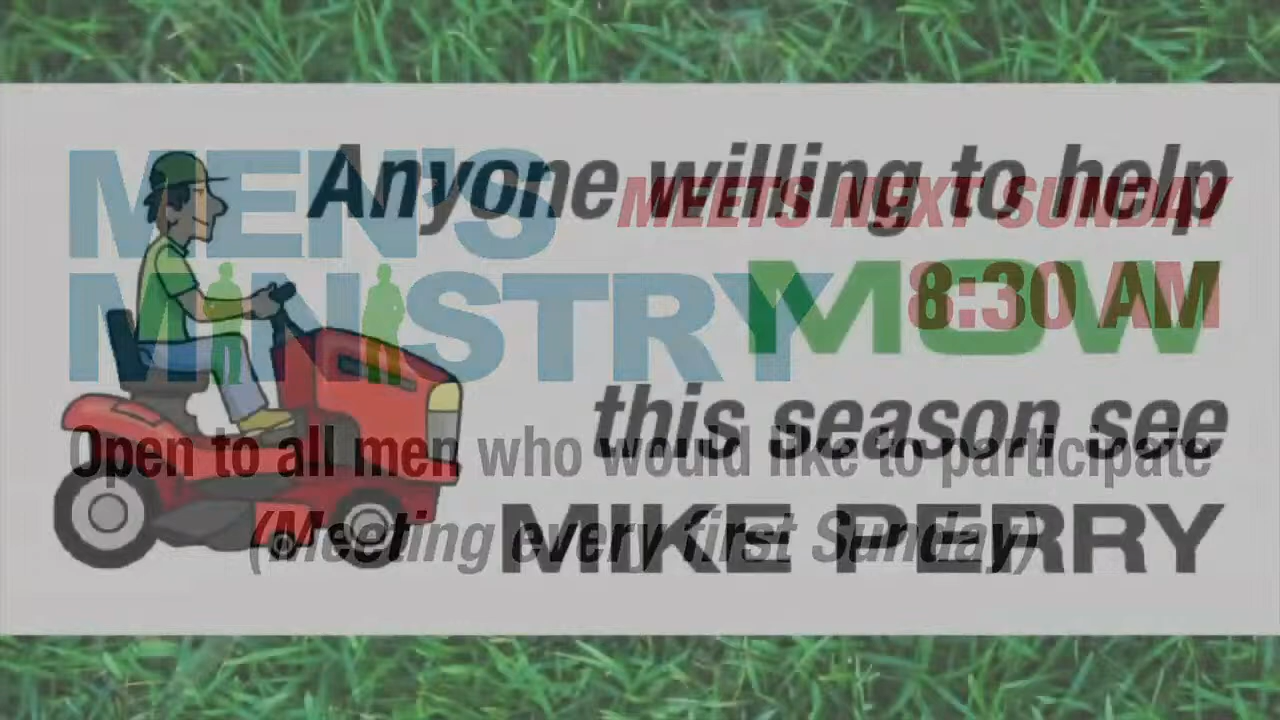 Anyone willing to help
MOW
this season see
MIKE PERRY
MEN'S
MINISTRY
MEETS NEXT SUNDAY
8:30 AM
Open to all men who would like to participate
(Meeting every first Sunday)